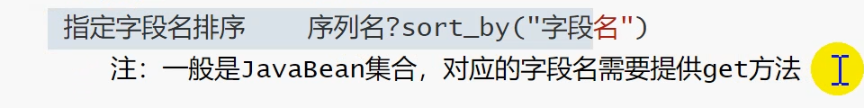 指定字段名排序 序列名?sort_by("字段名")
注：一般是JavaBean集合，对应的字段名需要提供get方法